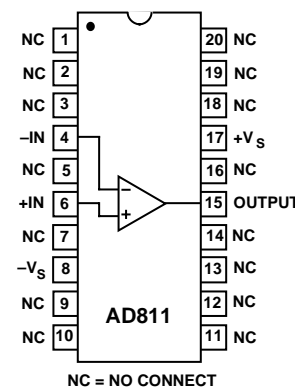 NC 1 20 NC
NC 2 19 NC
NC 3 18 NC
–IN 4 17 +VS
NC 5 – 16 NC
+IN 6 + 15 OUTPUT
NC 7 14 NC
–VS 8 13 NC
NC 9 12 NC
NC 10 AD811 11 NC
NC = NO CONNECT